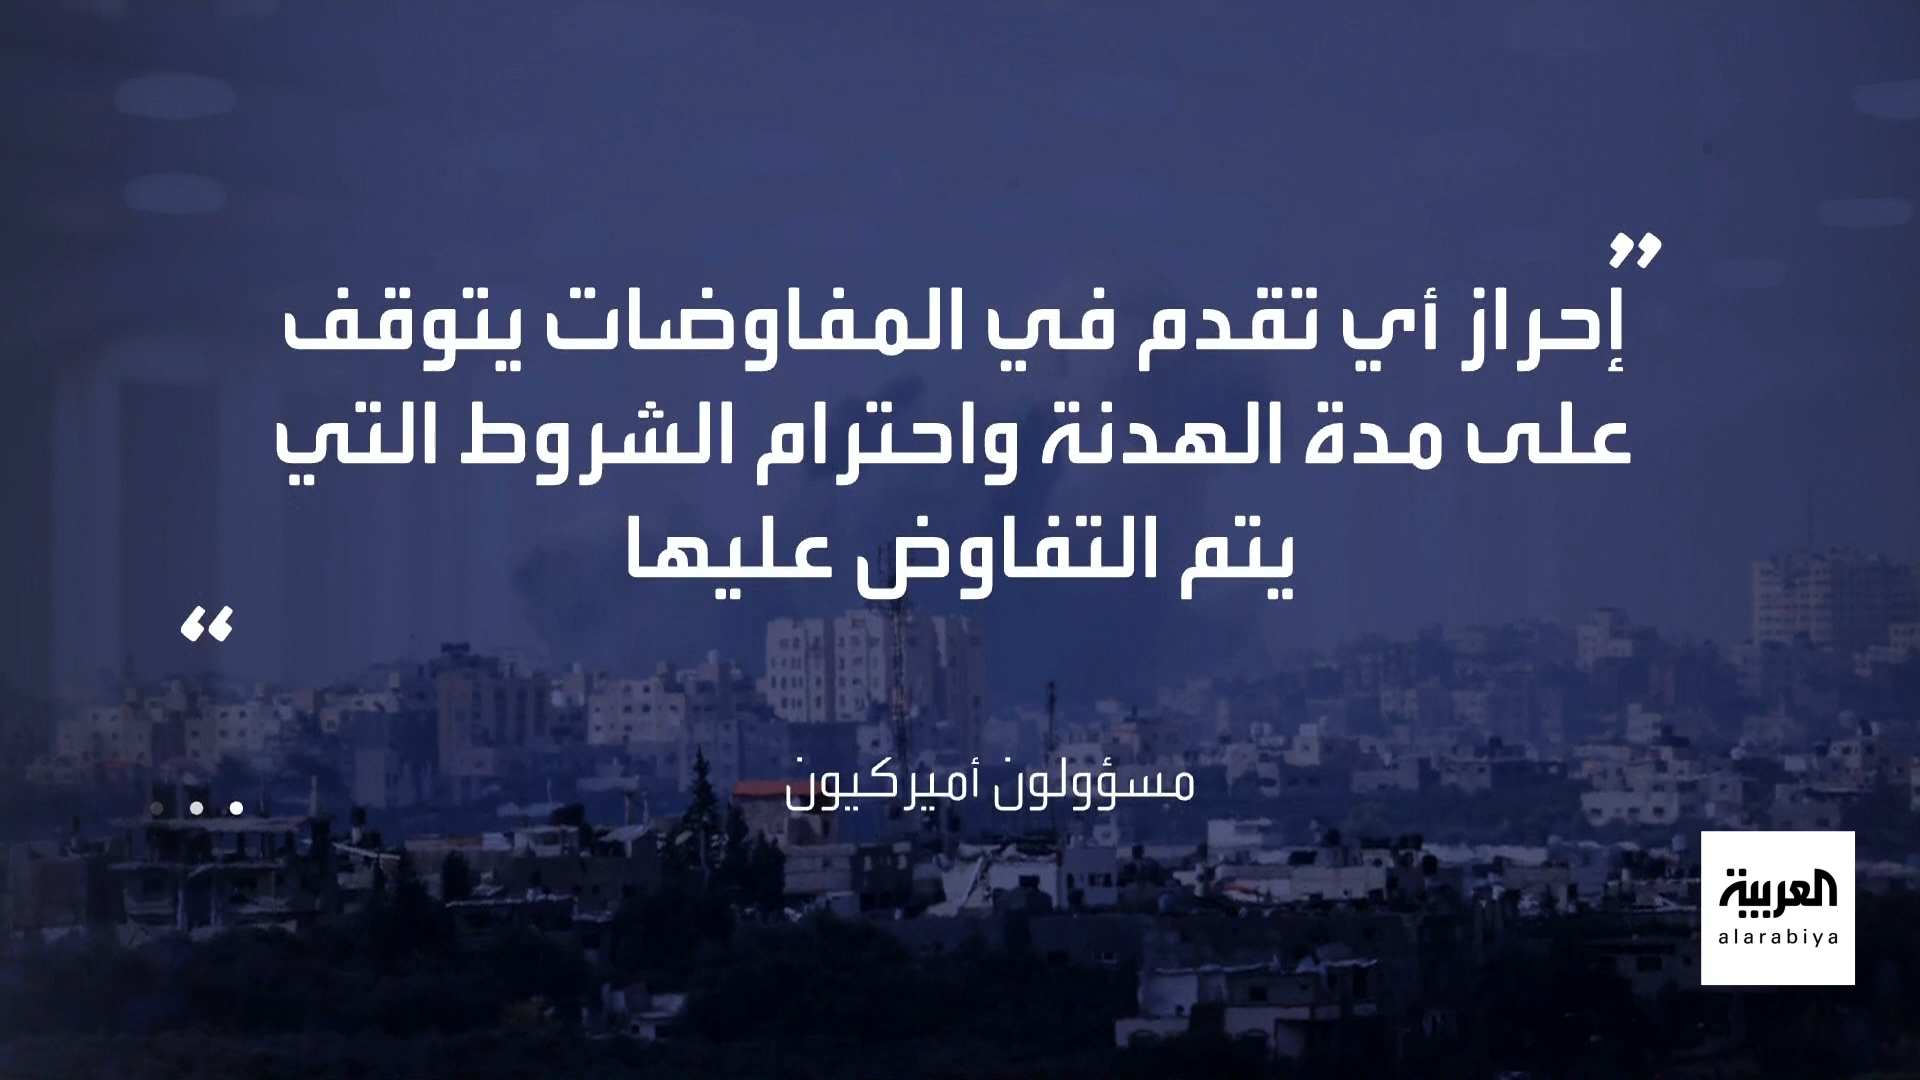 ”إحراز أي تقدم في المفاوضات يتوقف
على مدة الهدنة واحترام الشروط التي
يتم التفاوض عليها
“
مسؤولون أميركيون
العربية
alarabiya